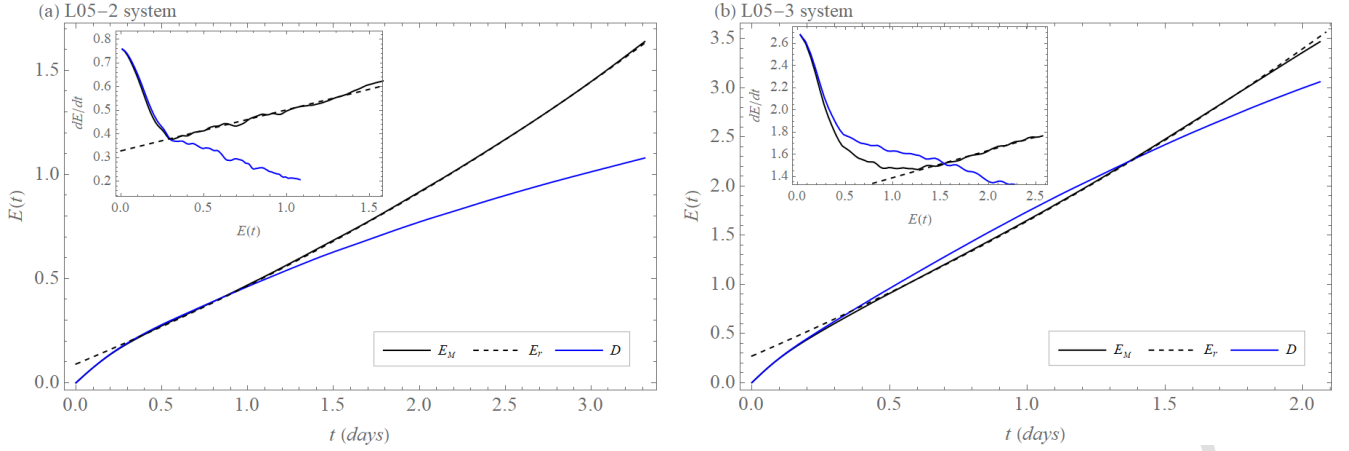 (a) L05−2 system
E(t)
1.5
1.0
0.5
0.0
0.0 0.5 1.0 1.5 2.0 2.5 3.0
t (days)
dE/dt
0.8
0.7
0.6
0.5
0.4
0.3
0.2
0.0 0.5 1.0 1.5
E(t)
E_M E_r D
(b) L05−3 system
E(t)
3.5
3.0
2.5
2.0
1.5
1.0
0.5
0.0
0.0 0.5 1.0 1.5 2.0
t (days)
dE/dt
2.6
2.4
2.2
2.0
1.8
1.6
1.4
0.0 0.5 1.0 1.5 2.0 2.5
E(t)
E_M E_r D